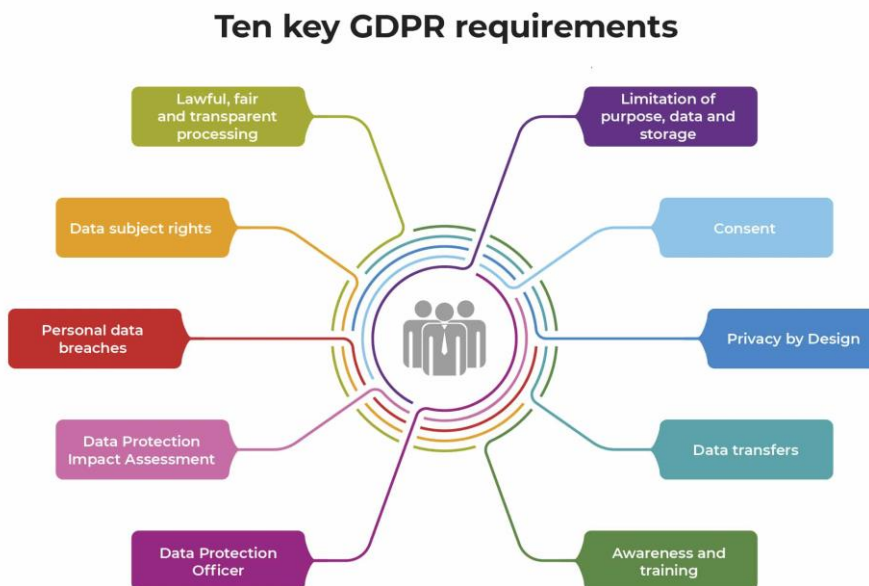 Ten key GDPR requirements
Lawful, fair
and transparent
processing
Limitation of
purpose, data and
storage
Data subject rights
Consent
Personal data
breaches
Privacy by Design
Data Protection
Impact Assessment
Data transfers
Data Protection
Officer
Awareness and
training